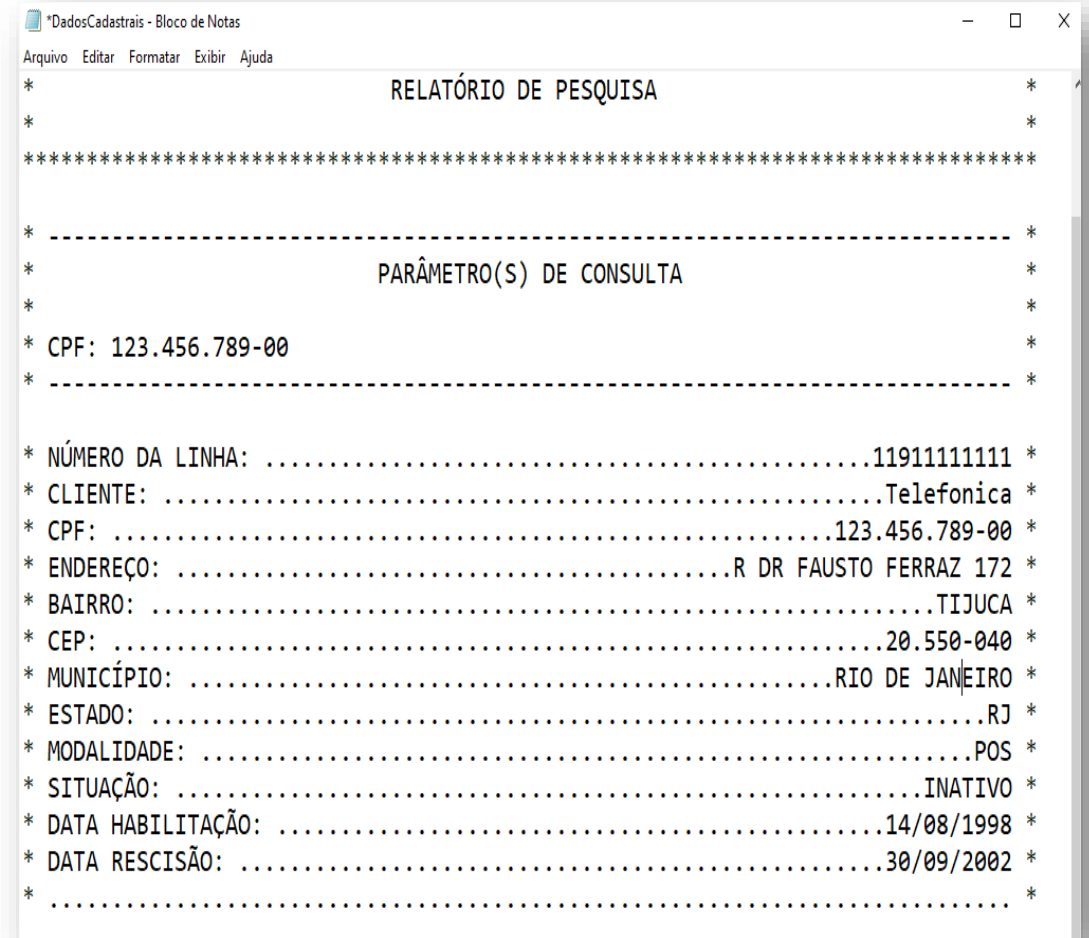 *DadosCadastrais - Bloco de Notas
Arquivo Editar Formatar Exibir Ajuda
* RELATÓRIO DE PESQUISA *
* *
********************************************************************************
* ---------------------------------------------------------------------------- *
* PARÂMETRO(S) DE CONSULTA *
* *
* CPF: 123.456.789-00 *
* ---------------------------------------------------------------------------- *
* NÚMERO DA LINHA: ................................................11911111111 *
* CLIENTE: .........................................................Telefonica *
* CPF: .........................................................123.456.789-00 *
* ENDEREÇO: ............................................R DR FAUSTO FERRAZ 172 *
* BAIRRO: ..............................................................TIJUCA *
* CEP: .............................................................20.550-040 *
* MUNICÍPIO: ...................................................RIO DE JANEIRO *
* ESTADO: ..................................................................RJ *
* MODALIDADE: .............................................................POS *
* SITUAÇÃO: ...........................................................INATIVO *
* DATA HABILITAÇÃO: ................................................14/08/1998 *
* DATA RESCISÃO: ...................................................30/09/2002 *
* ............................................................................ *